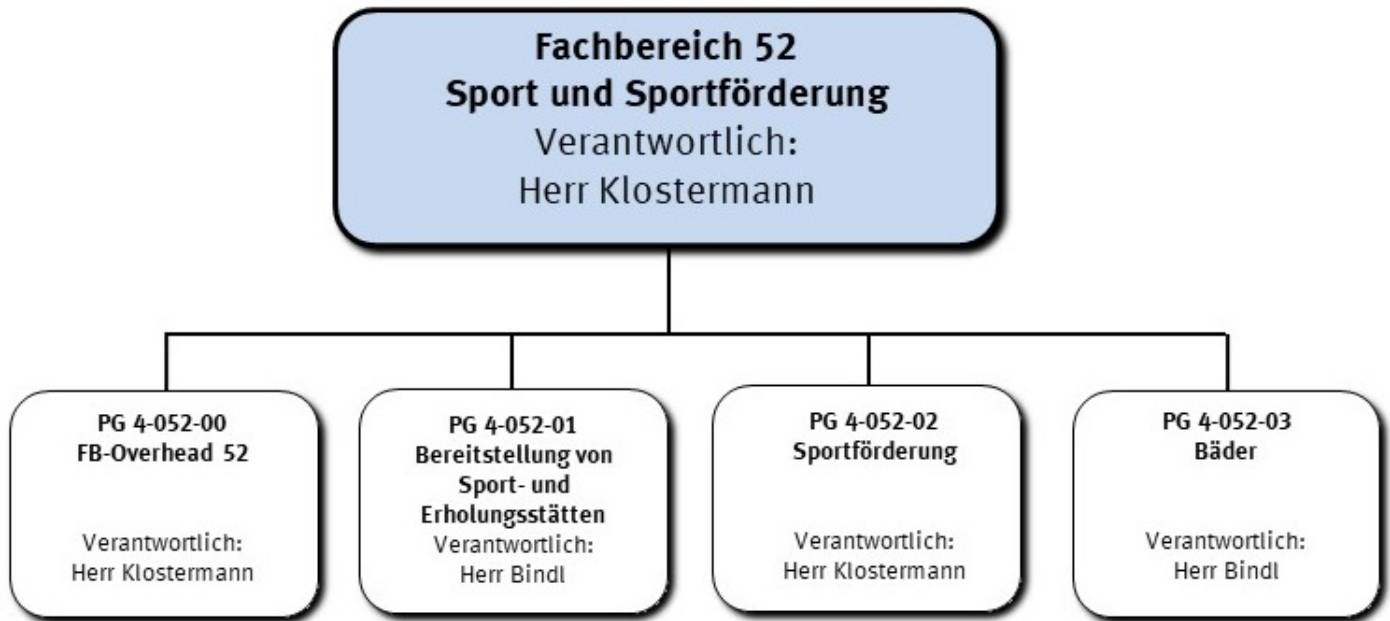 Fachbereich 52
Sport und Sportförderung
Verantwortlich:
Herr Klostermann
PG 4-052-00
FB-Overhead 52
Verantwortlich:
Herr Klostermann
PG 4-052-01
Bereitstellung von
Sport- und
Erholungsstätten
Verantwortlich:
Herr Bindl
PG 4-052-02
Sportförderung
Verantwortlich:
Herr Klostermann
PG 4-052-03
Bäder
Verantwortlich:
Herr Bindl